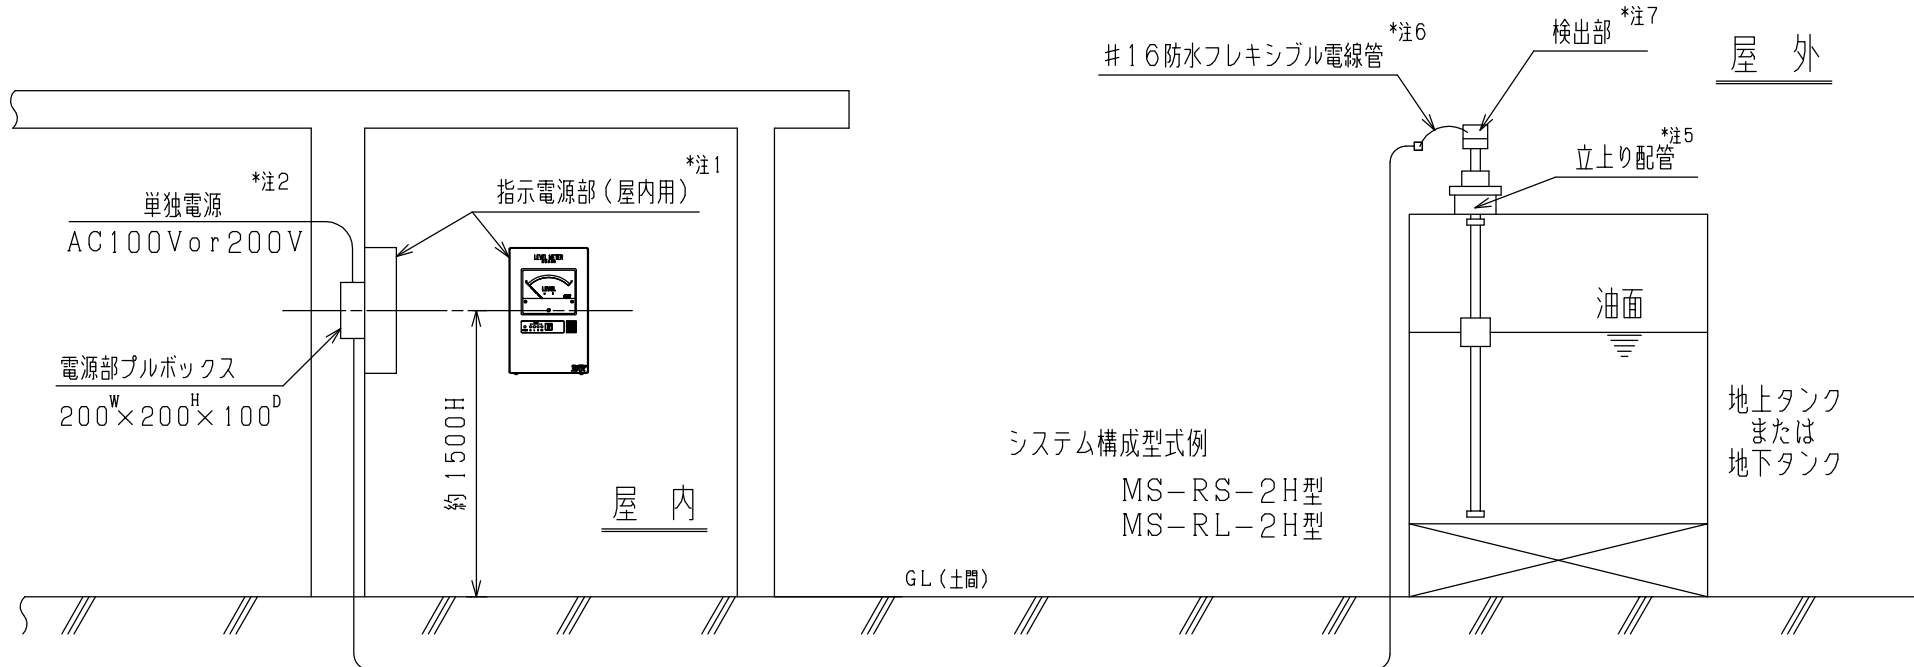 *注7
*注6
検出部
#16防水フレキシブル電線管
屋 外
*注5
立上り配管
*注1
*注2
指示電源部(屋内用)
単独電源
AC100Vor200V
LEVEL METER
LEVEL
油面
電源部プルボックス
200W×200H×100D
約1500H
地上タンク
または
地下タンク
システム構成型式例
MS-RS-2H型
MS-RL-2H型
屋 内
GL(土間)